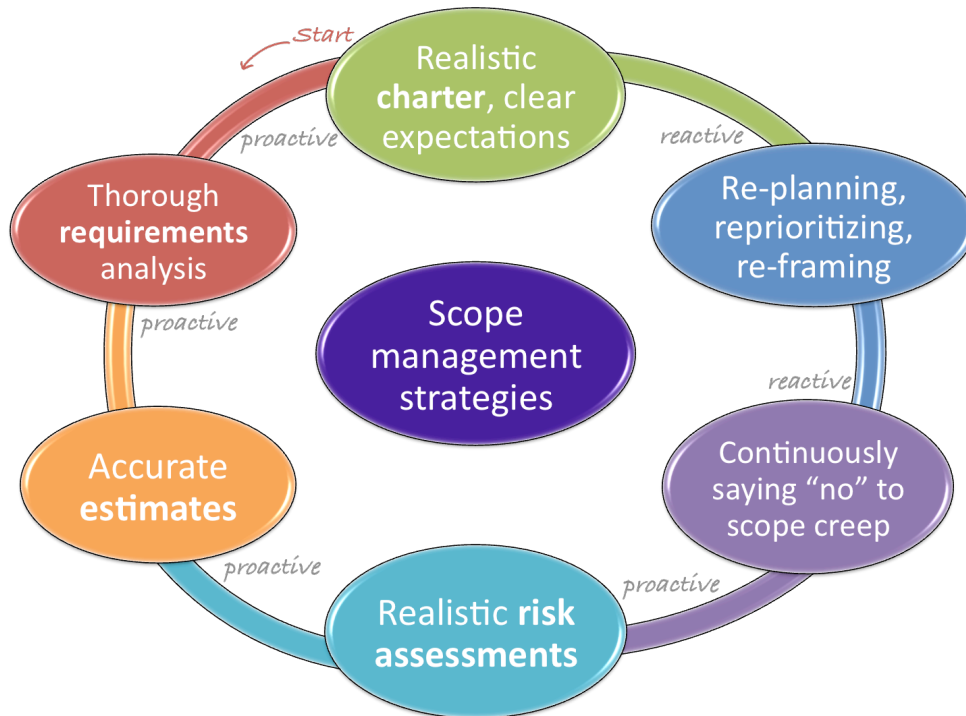 Start
Realistic
charter, clear
expectations
proactive
Thorough
requirements
analysis
proactive
Accurate
estimates
proactive
Realistic risk
assessments
proactive
Continuously
saying “no” to
scope creep
reactive
Re-planning,
reprioritizing,
re-framing
reactive
Scope
management
strategies